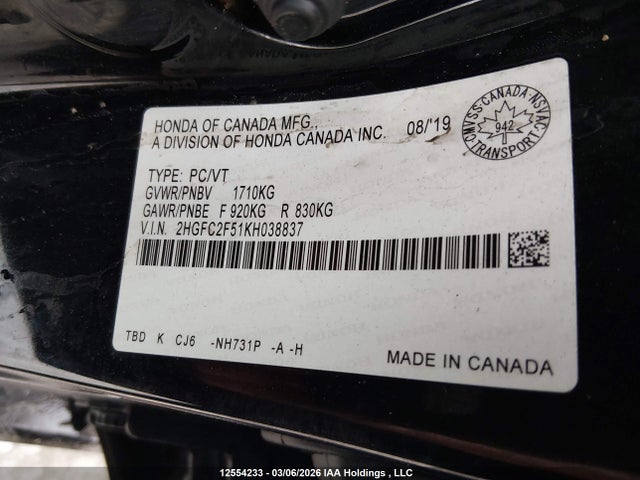 HONDA OF CANADA MFG.,
A DIVISION OF HONDA CANADA INC.
08/'19
CMVSS·CANADA·NSVAC
942
TRANSPORT
TYPE: PC/VT
GVWR/PNBV 1710KG
GAWR/PNBE F 920KG R 830KG
V.I.N. 2HGFC2F51KH038837
TBD K CJ6 -NH731P -A -H
MADE IN CANADA
12554233 - 03/06/2026 IAA Holdings , LLC